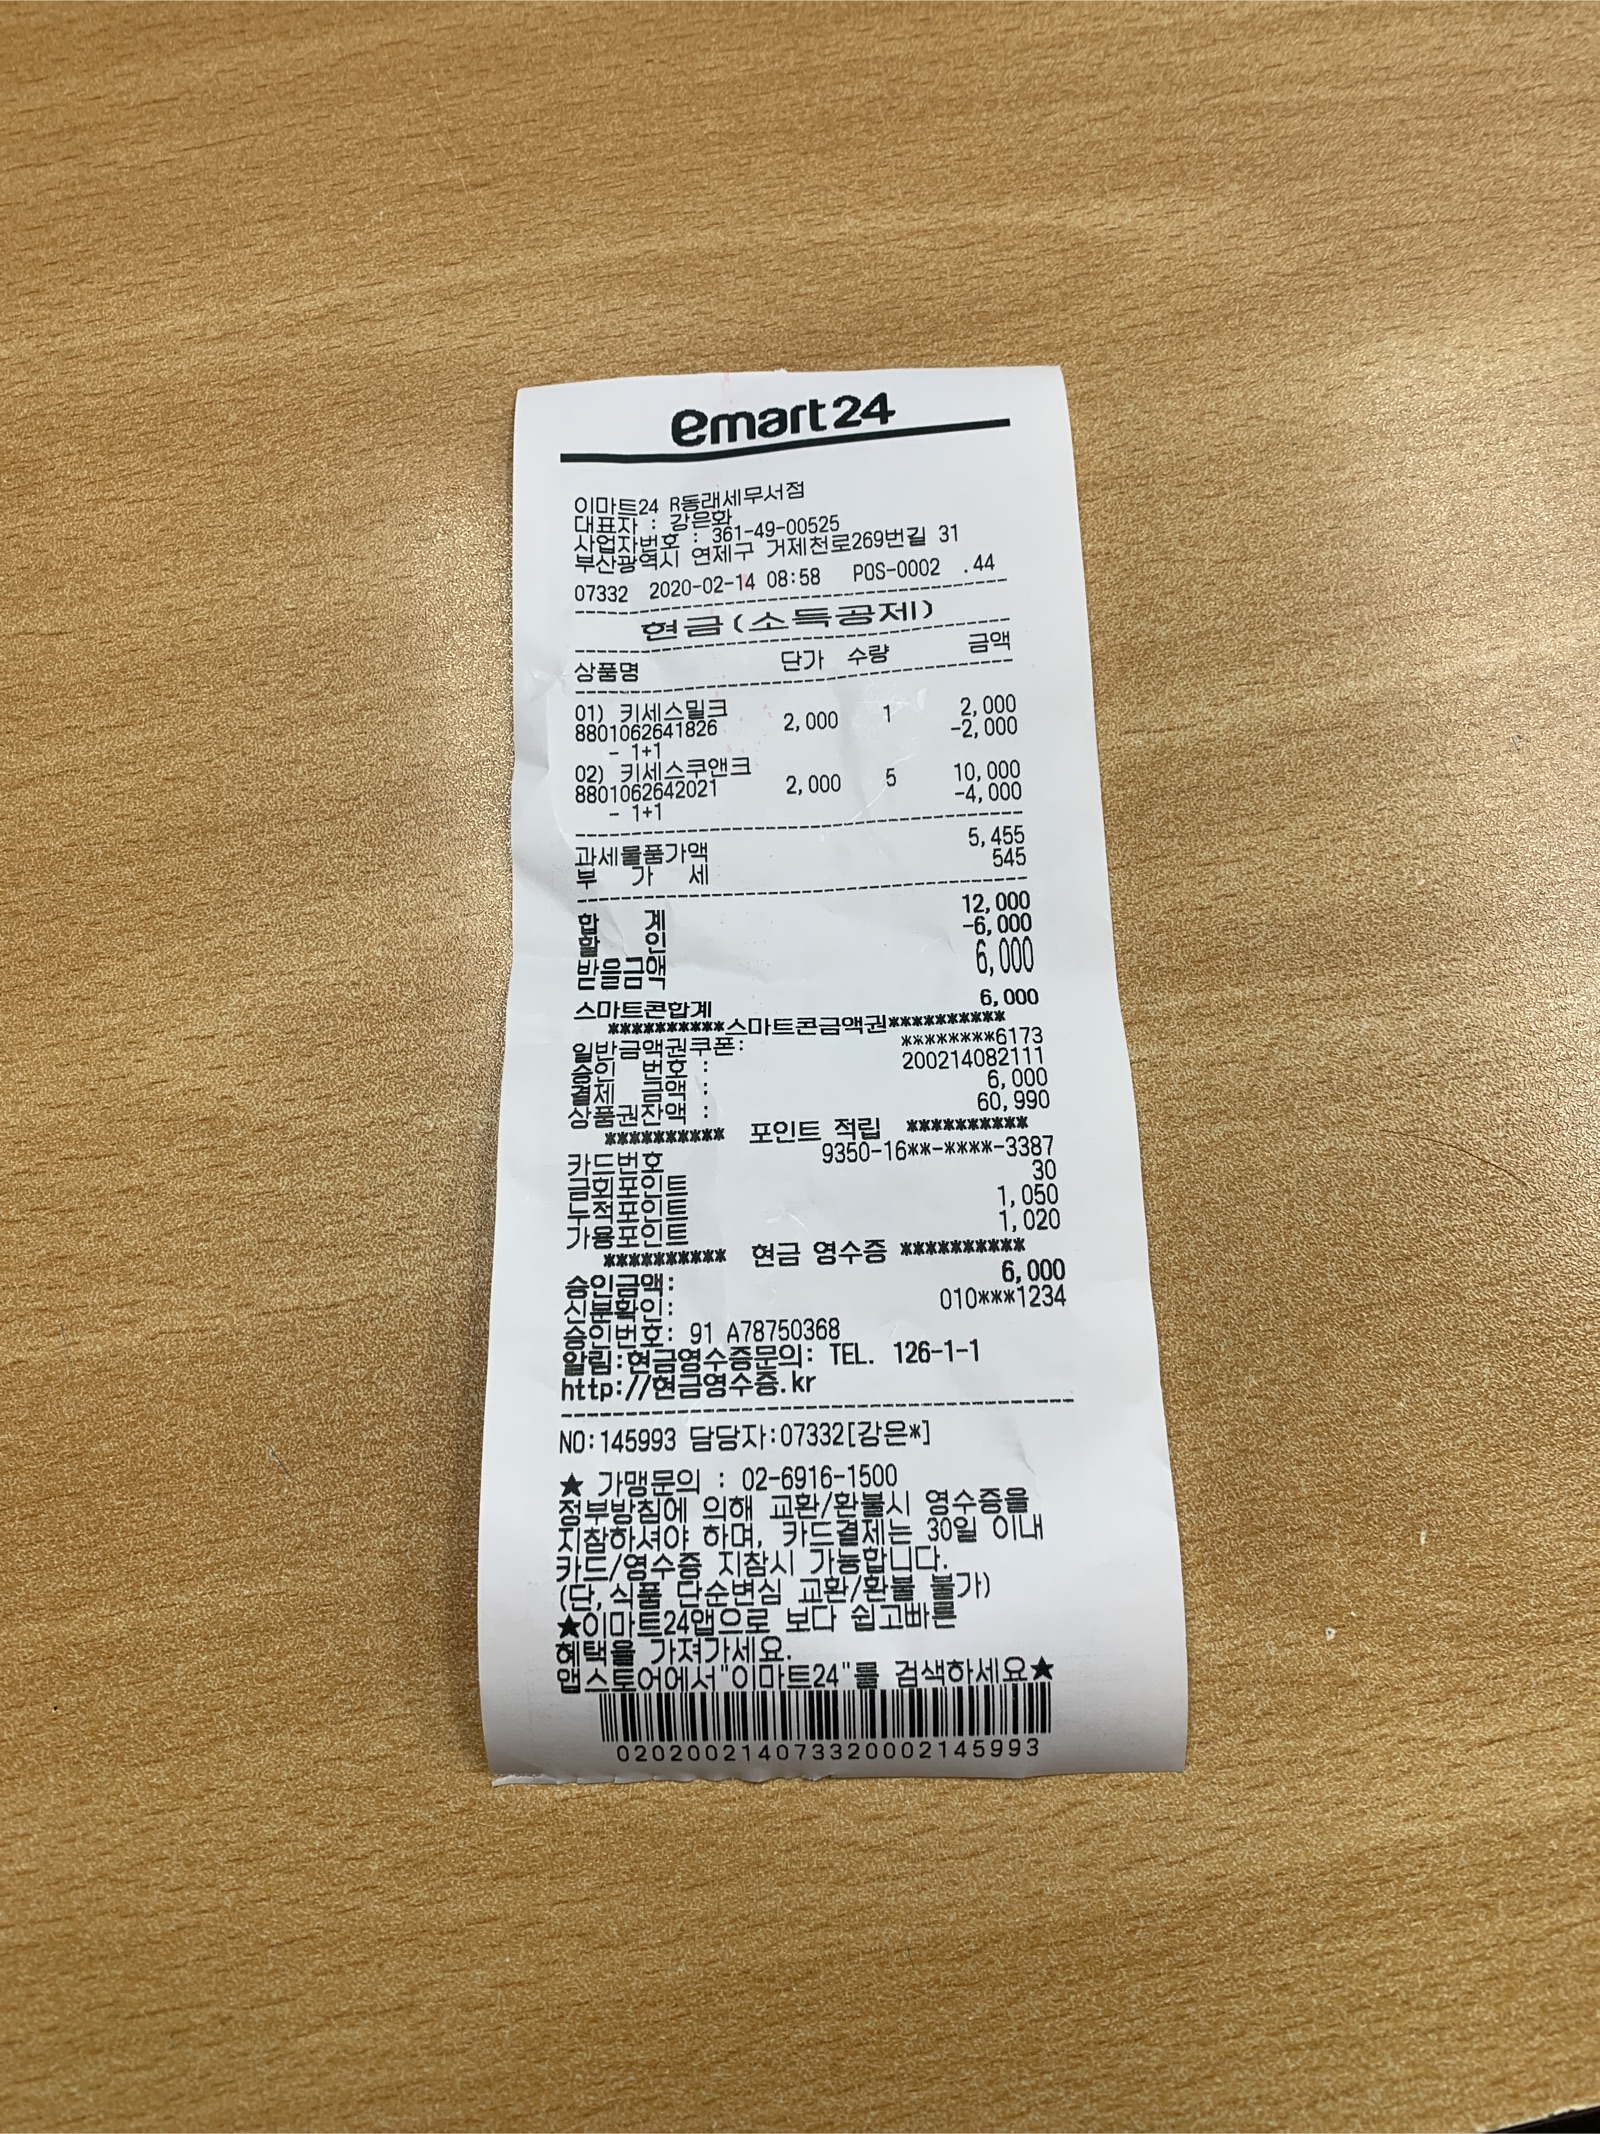 emart24
이마트24 R동래세무서점
대표자 : 강은화
사업자번호 : 361-49-00525
부산광역시 연제구 거제천로269번길 31
07332 2020-02-14 08:58 POS-0002 .44
현금(소득공제)
상품명 단가 수량 금액
01) 키세스밀크 2,000 1 2,000
8801062641826 -2,000
- 1+1
02) 키세스쿠앤크 2,000 5 10,000
8801062642021 -4,000
- 1+1
과세물품가액 5,455
부 가 세 545
합 계 12,000
할 인 -6,000
받을금액 6,000
스마트콘합계 6,000
**********스마트콘금액권**********
일반금액권쿠폰: ********6173
승인 번호 : 200214082111
결제 금액 : 6,000
상품권잔액 : 60,990
********** 포인트 적립 **********
카드번호 9350-16**-****-3387
금회포인트 30
누적포인트 1,050
가용포인트 1,020
********** 현금 영수증 **********
승인금액: 6,000
신분확인: 010***1234
승인번호: 91 A78750368
알림:현금영수증문의: TEL. 126-1-1
http://현금영수증.kr
NO:145993 담당자:07332[강은*]
★ 가맹문의 : 02-6916-1500
정부방침에 의해 교환/환불시 영수증을
지참하셔야 하며, 카드결제는 30일 이내
카드/영수증 지참시 가능합니다.
(단,식품 단순변심 교환/환불 불가)
★이마트24앱으로 보다 쉽고빠른
혜택을 가져가세요.
앱스토어에서"이마트24"를 검색하세요★
0202002140733200021 45993